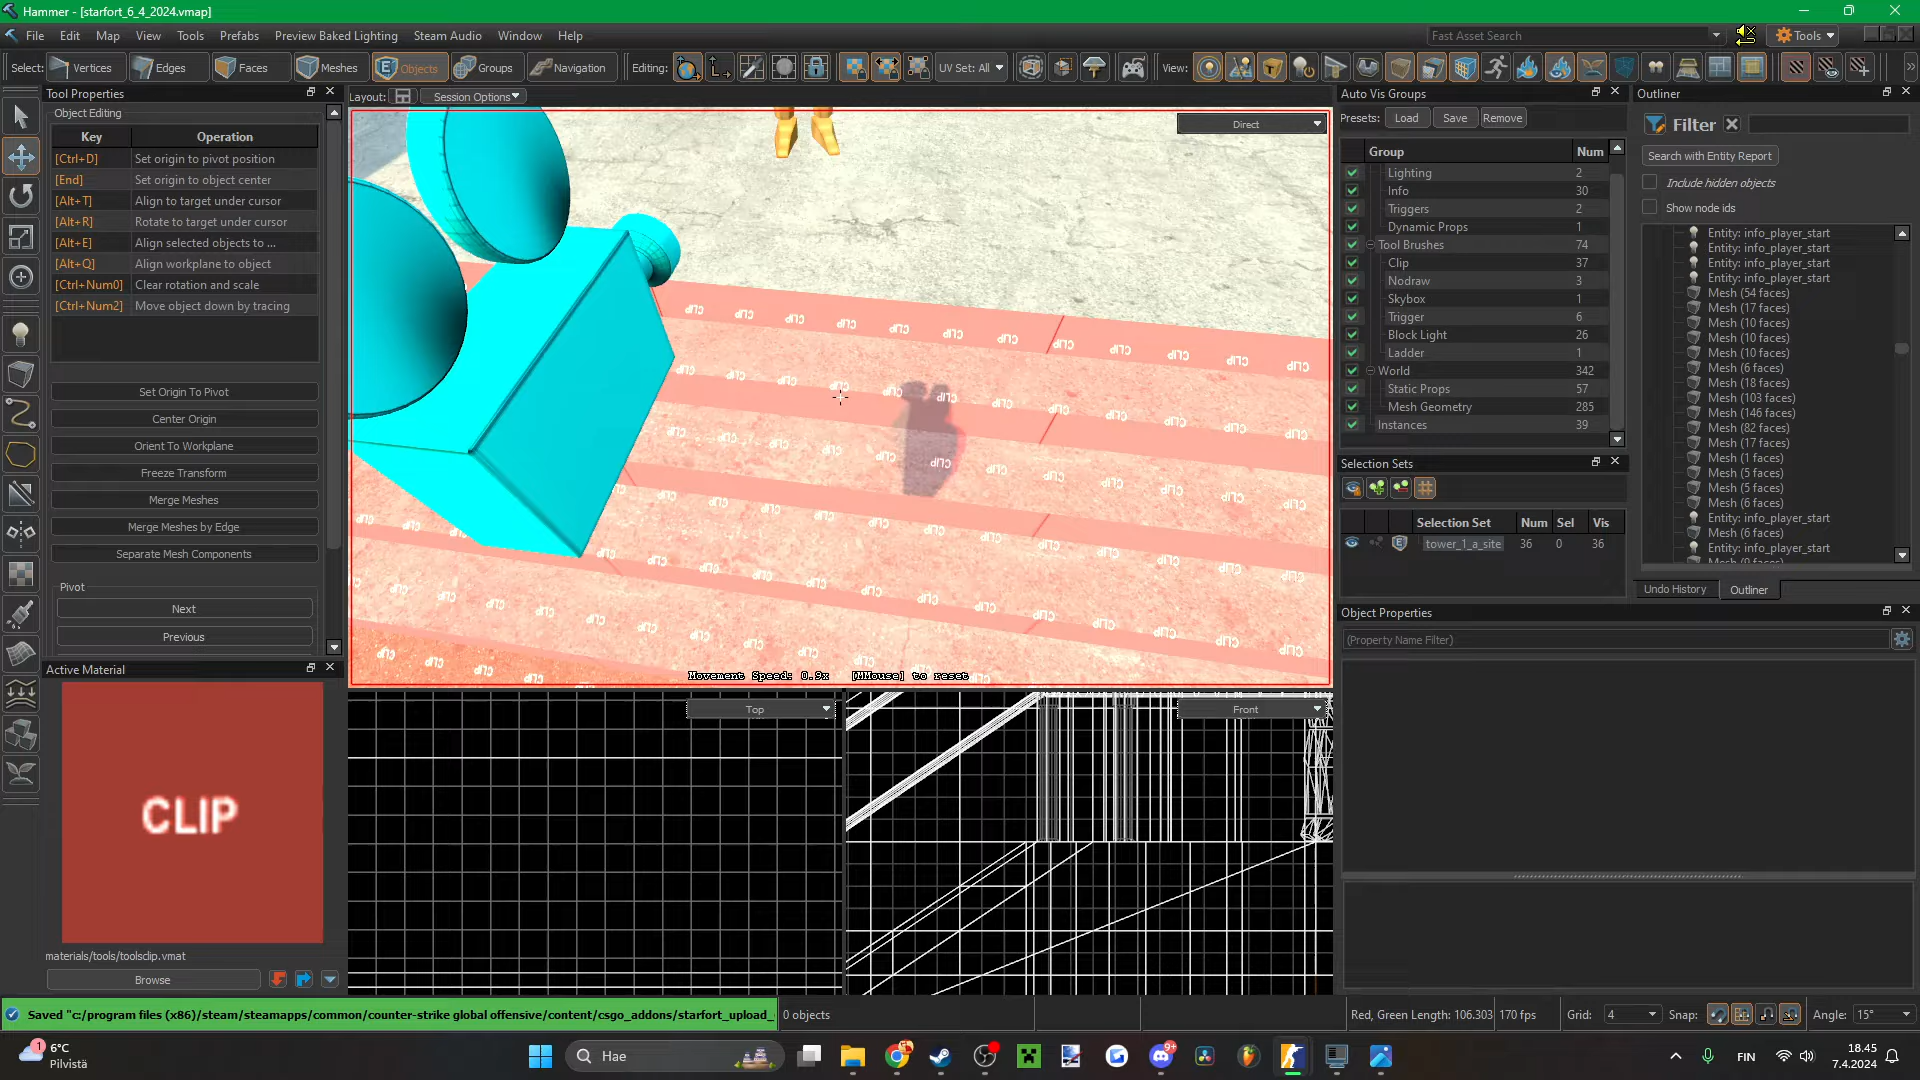 Hammer - [starfort_6_4_2024.vmap]
File Edit Map View Tools Prefabs Preview Baked Lighting Steam Audio Window Help
Fast Asset Search
Tools
Select: Vertices Edges Faces Meshes Objects Groups Navigation Editing: UV Set: All View:
Tool Properties
Object Editing
Key Operation
[Ctrl+D] Set origin to pivot position
[End] Set origin to object center
[Alt+T] Align to target under cursor
[Alt+R] Rotate to target under cursor
[Alt+E] Align selected objects to ...
[Alt+Q] Align workplane to object
[Ctrl+Num0] Clear rotation and scale
[Ctrl+Num2] Move object down by tracing
Set Origin To Pivot
Center Origin
Orient To Workplane
Freeze Transform
Merge Meshes
Merge Meshes by Edge
Separate Mesh Components
Pivot
Next
Previous
Active Material
CLIP
materials/tools/toolsclip.vmat
Browse
Layout: Session Options
Direct
CLIP
Movement Speed: 0.9x [MMouse] to reset
Top
Front
Auto Vis Groups
Presets: Load Save Remove
Group Num
Lighting 2
Info 30
Triggers 2
Dynamic Props 1
Tool Brushes 74
Clip 37
Nodraw 3
Skybox 1
Trigger 6
Block Light 26
Ladder 1
World 342
Static Props 57
Mesh Geometry 285
Instances 39
Selection Sets
Selection Set Num Sel Vis
tower_1_a_site 36 0 36
Outliner
Filter
Search with Entity Report
Include hidden objects
Show node ids
Entity: info_player_start
Entity: info_player_start
Entity: info_player_start
Entity: info_player_start
Mesh (54 faces)
Mesh (17 faces)
Mesh (10 faces)
Mesh (10 faces)
Mesh (10 faces)
Mesh (6 faces)
Mesh (18 faces)
Mesh (103 faces)
Mesh (146 faces)
Mesh (82 faces)
Mesh (17 faces)
Mesh (1 faces)
Mesh (5 faces)
Mesh (5 faces)
Mesh (6 faces)
Entity: info_player_start
Mesh (6 faces)
Entity: info_player_start
Undo History Outliner
Object Properties
(Property Name Filter)
Saved "c:/program files (x86)/steam/steamapps/common/counter-strike global offensive/content/csgo_addons/starfort_upload_
0 objects
Red, Green Length: 106.303 170 fps
Grid: 4 Snap: Angle: 15°
1
6°C
Pilvistä
Hae
9+
FIN
18.45
7.4.2024